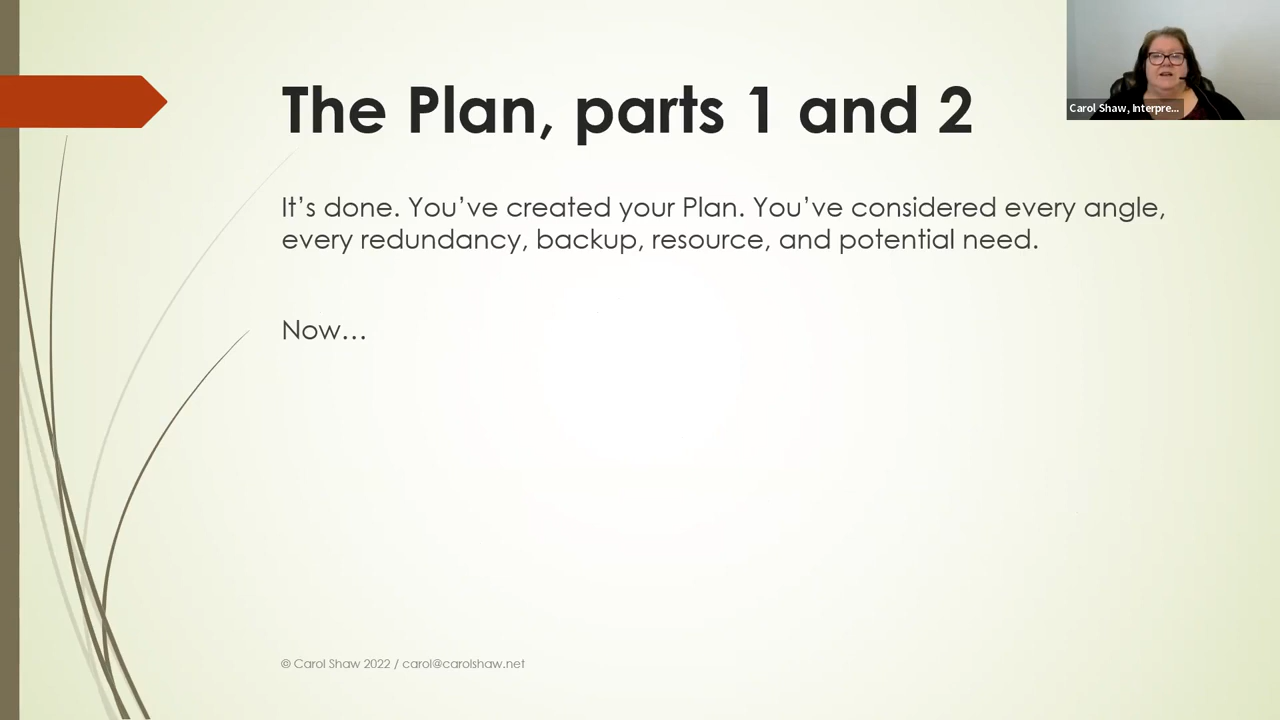 The Plan, parts 1 and 2
Carol Shaw, Interpre...
It’s done. You’ve created your Plan. You’ve considered every angle,
every redundancy, backup, resource, and potential need.
Now…
© Carol Shaw 2022 / carol@carolshaw.net